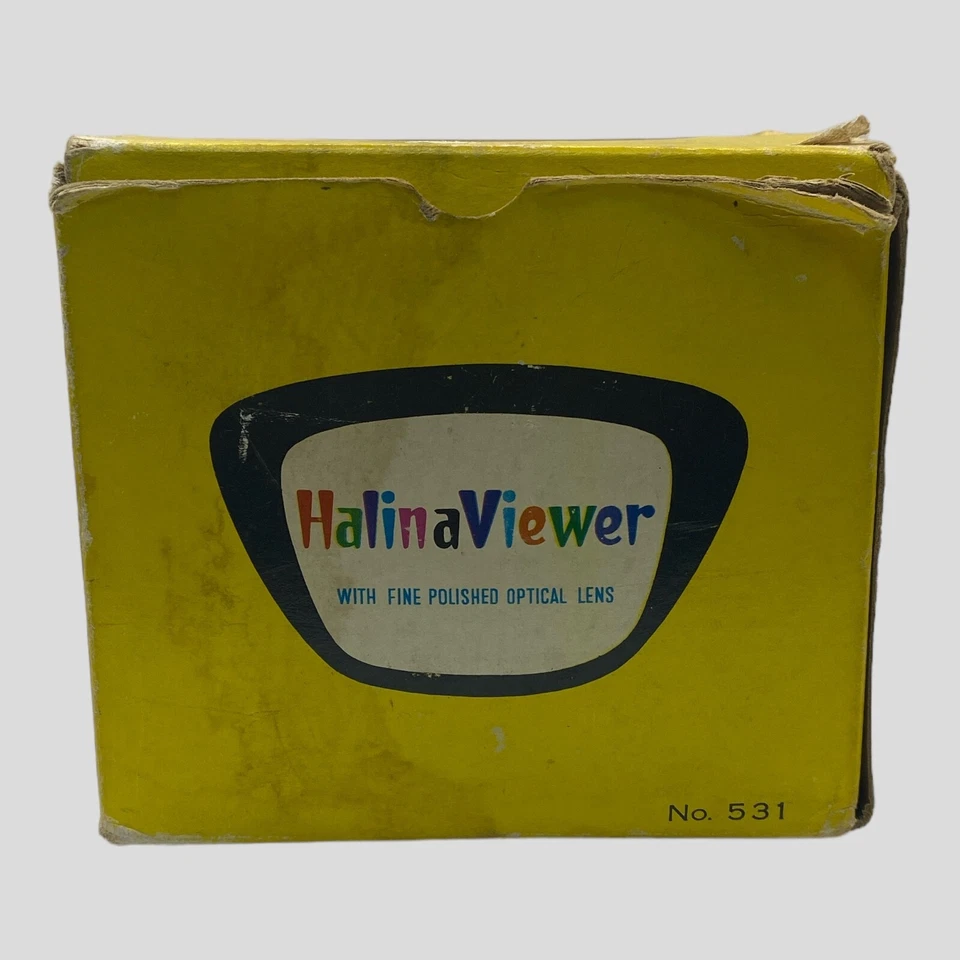 HalinaViewer
WITH FINE POLISHED OPTICAL LENS
No. 531